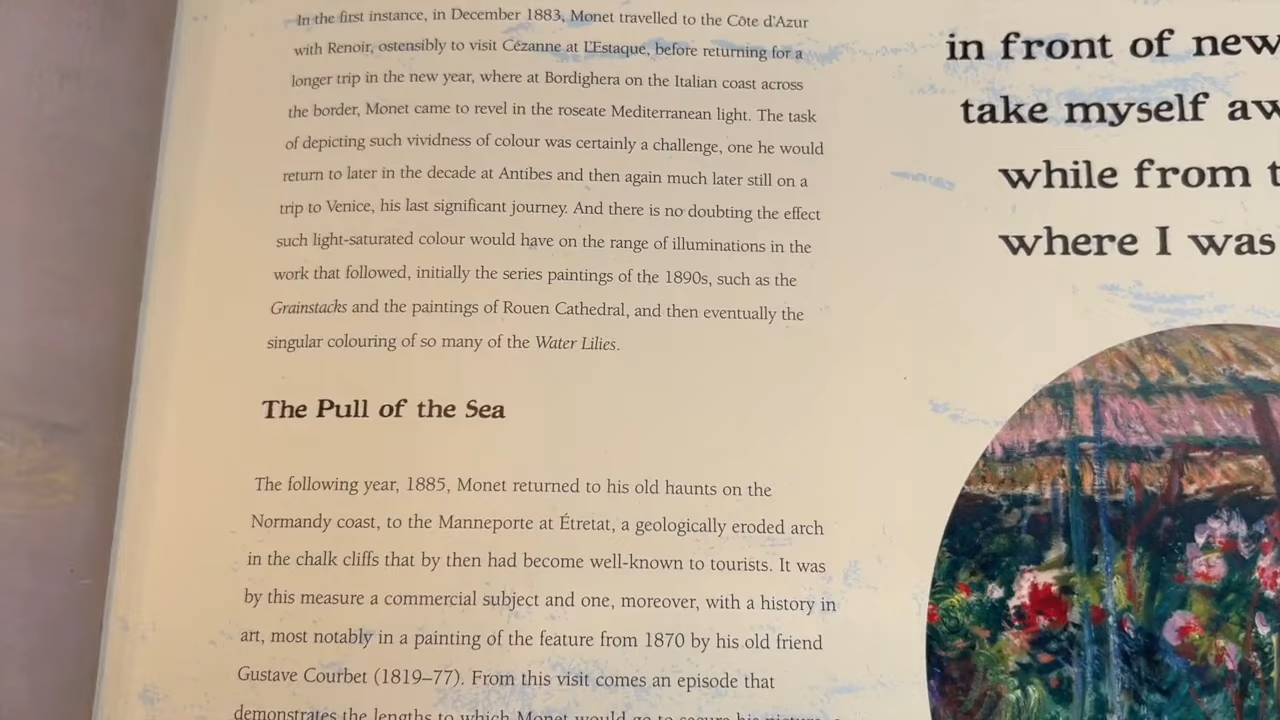 In the first instance, in December 1883, Monet travelled to the Côte d'Azur
with Renoir, ostensibly to visit Cézanne at L'Estaque, before returning for a
longer trip in the new year, where at Bordighera on the Italian coast across
the border, Monet came to revel in the roseate Mediterranean light. The task
of depicting such vividness of colour was certainly a challenge, one he would
return to later in the decade at Antibes and then again much later still on a
trip to Venice, his last significant journey. And there is no doubting the effect
such light-saturated colour would have on the range of illuminations in the
work that followed, initially the series paintings of the 1890s, such as the
Grainstacks and the paintings of Rouen Cathedral, and then eventually the
singular colouring of so many of the Water Lilies.
The Pull of the Sea
The following year, 1885, Monet returned to his old haunts on the
Normandy coast, to the Manneporte at Étretat, a geologically eroded arch
in the chalk cliffs that by then had become well-known to tourists. It was
by this measure a commercial subject and one, moreover, with a history in
art, most notably in a painting of the feature from 1870 by his old friend
Gustave Courbet (1819–77). From this visit comes an episode that
demonstrates the lengths to which Monet would go to secure his
in front of new
take myself
while from
where I was